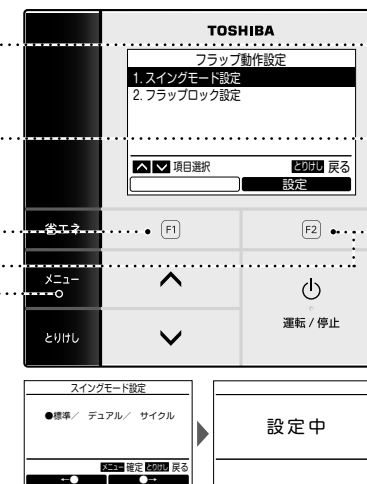 TOSHIBA
フラップ動作設定
1. スイングモード設定
2. フラップロック設定
項目選択 とりけし 戻る
設定
省エネ F1 F2
メニュー
運転 / 停止
とりけし
スイングモード設定
●標準／ デュアル／ サイクル
メニュー 確定 とりけし 戻る
←● ●→
設定中